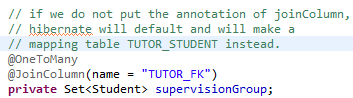 // if we do not put the annotation of joinColumn,
// hibernate will default and will make a
// mapping table TUTOR_STUDENT instead.
@OneToMany
@JoinColumn(name = "TUTOR_FK")
private Set<Student> supervisionGroup;